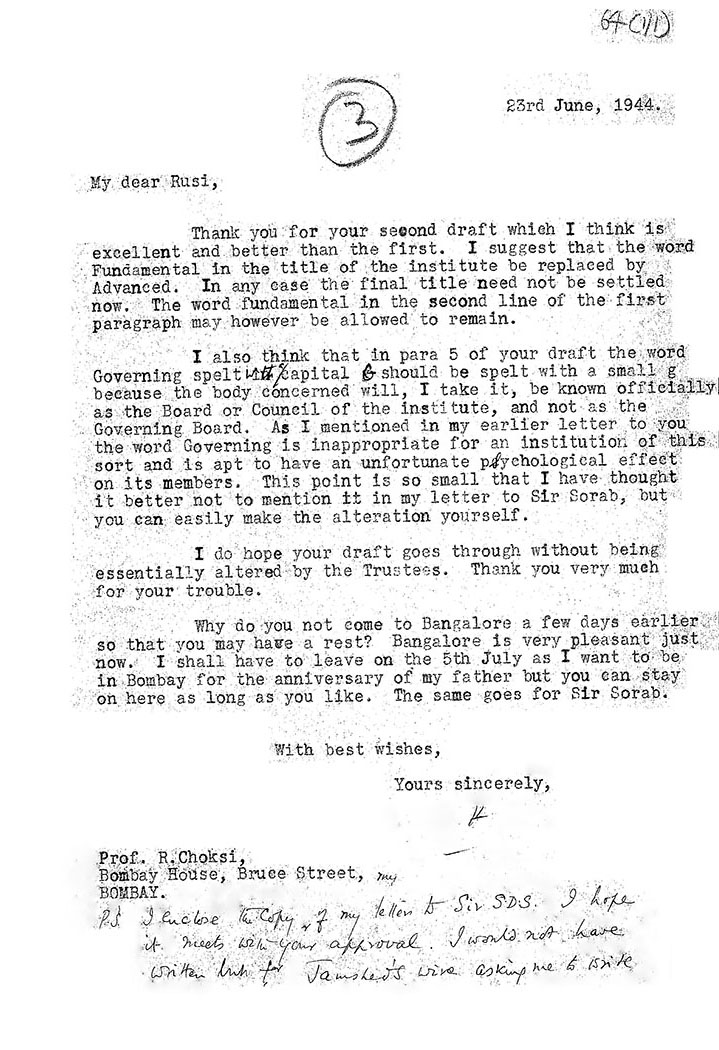 64-(1/1)
3
23rd June, 1944.
My dear Rusi,
Thank you for your second draft which I think is
excellent and better than the first. I suggest that the word
Fundamental in the title of the institute be replaced by
Advanced. In any case the final title need not be settled
now. The word fundamental in the second line of the first
paragraph may however be allowed to remain.
I also think that in para 5 of your draft the word
Governing spelt with capital G should be spelt with a small g
because the body concerned will, I take it, be known officially
as the Board or Council of the institute, and not as the
Governing Board. As I mentioned in my earlier letter to you
the word Governing is inappropriate for an institution of this
sort and is apt to have an unfortunate psychological effect
on its members. This point is so small that I have thought
it better not to mention it in my letter to Sir Sorab, but
you can easily make the alteration yourself.
I do hope your draft goes through without being
essentially altered by the Trustees. Thank you very much
for your trouble.
Why do you not come to Bangalore a few days earlier
so that you may have a rest? Bangalore is very pleasant just
now. I shall have to leave on the 5th July as I want to be
in Bombay for the anniversary of my father but you can stay
on here as long as you like. The same goes for Sir Sorab.
With best wishes,
Yours sincerely,
Prof. R.Choksi,
Bombay House, Bruce Street,
BOMBAY.
P.S. I enclose the copy of my letter to Sir SDS. I hope
it meets with your approval. I would not have
written but for Jamshed's wire asking me to write